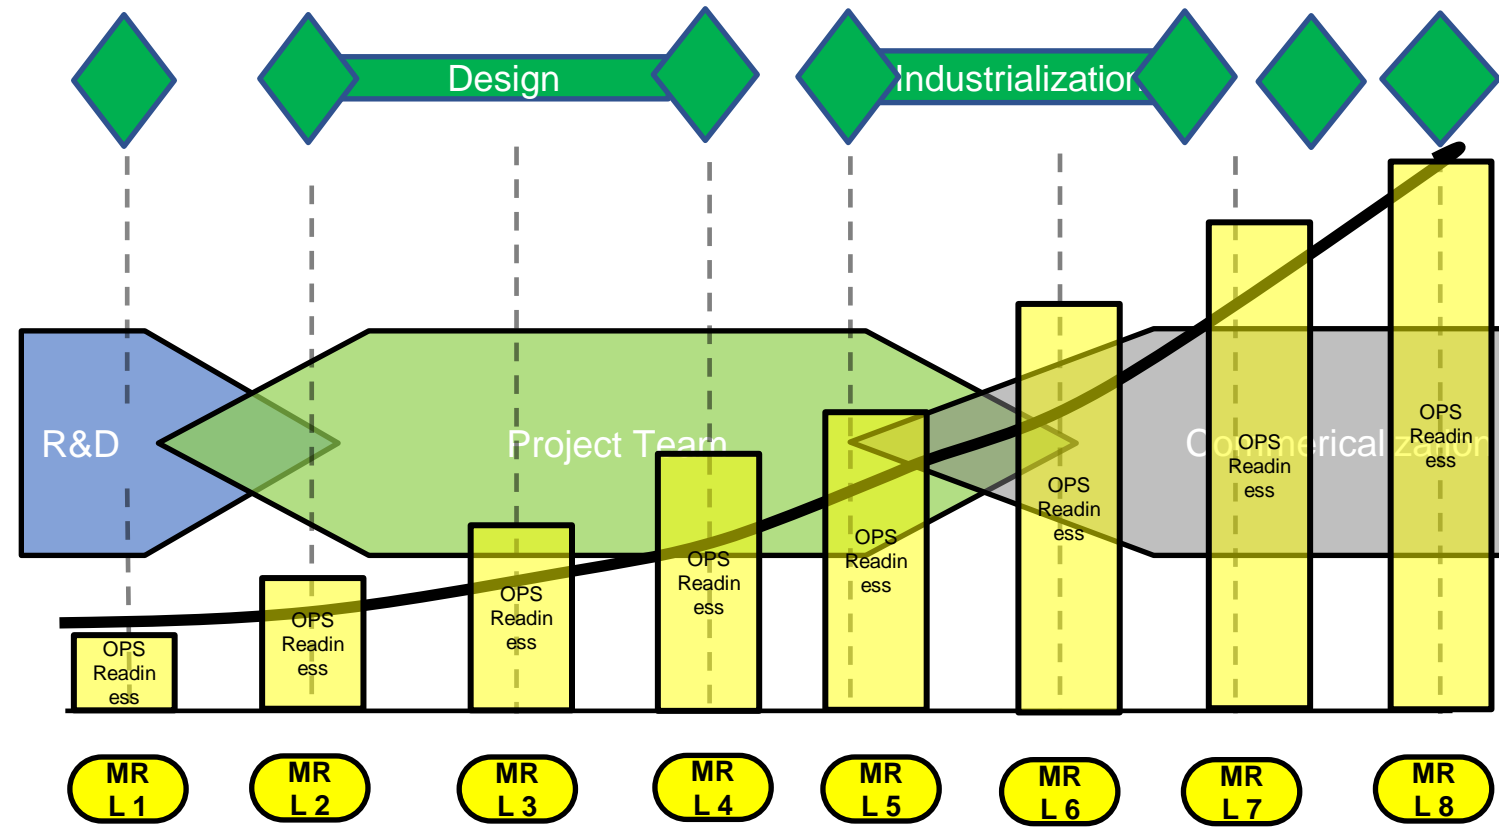 Design
Industrialization
R&D
Project Team
Commericalization
OPS
Readin
ess
OPS
Readin
ess
OPS
Readin
ess
OPS
Readin
ess
OPS
Readin
ess
OPS
Readin
ess
OPS
Readin
ess
OPS
Readin
ess
MR
L 1
MR
L 2
MR
L 3
MR
L 4
MR
L 5
MR
L 6
MR
L 7
MR
L 8